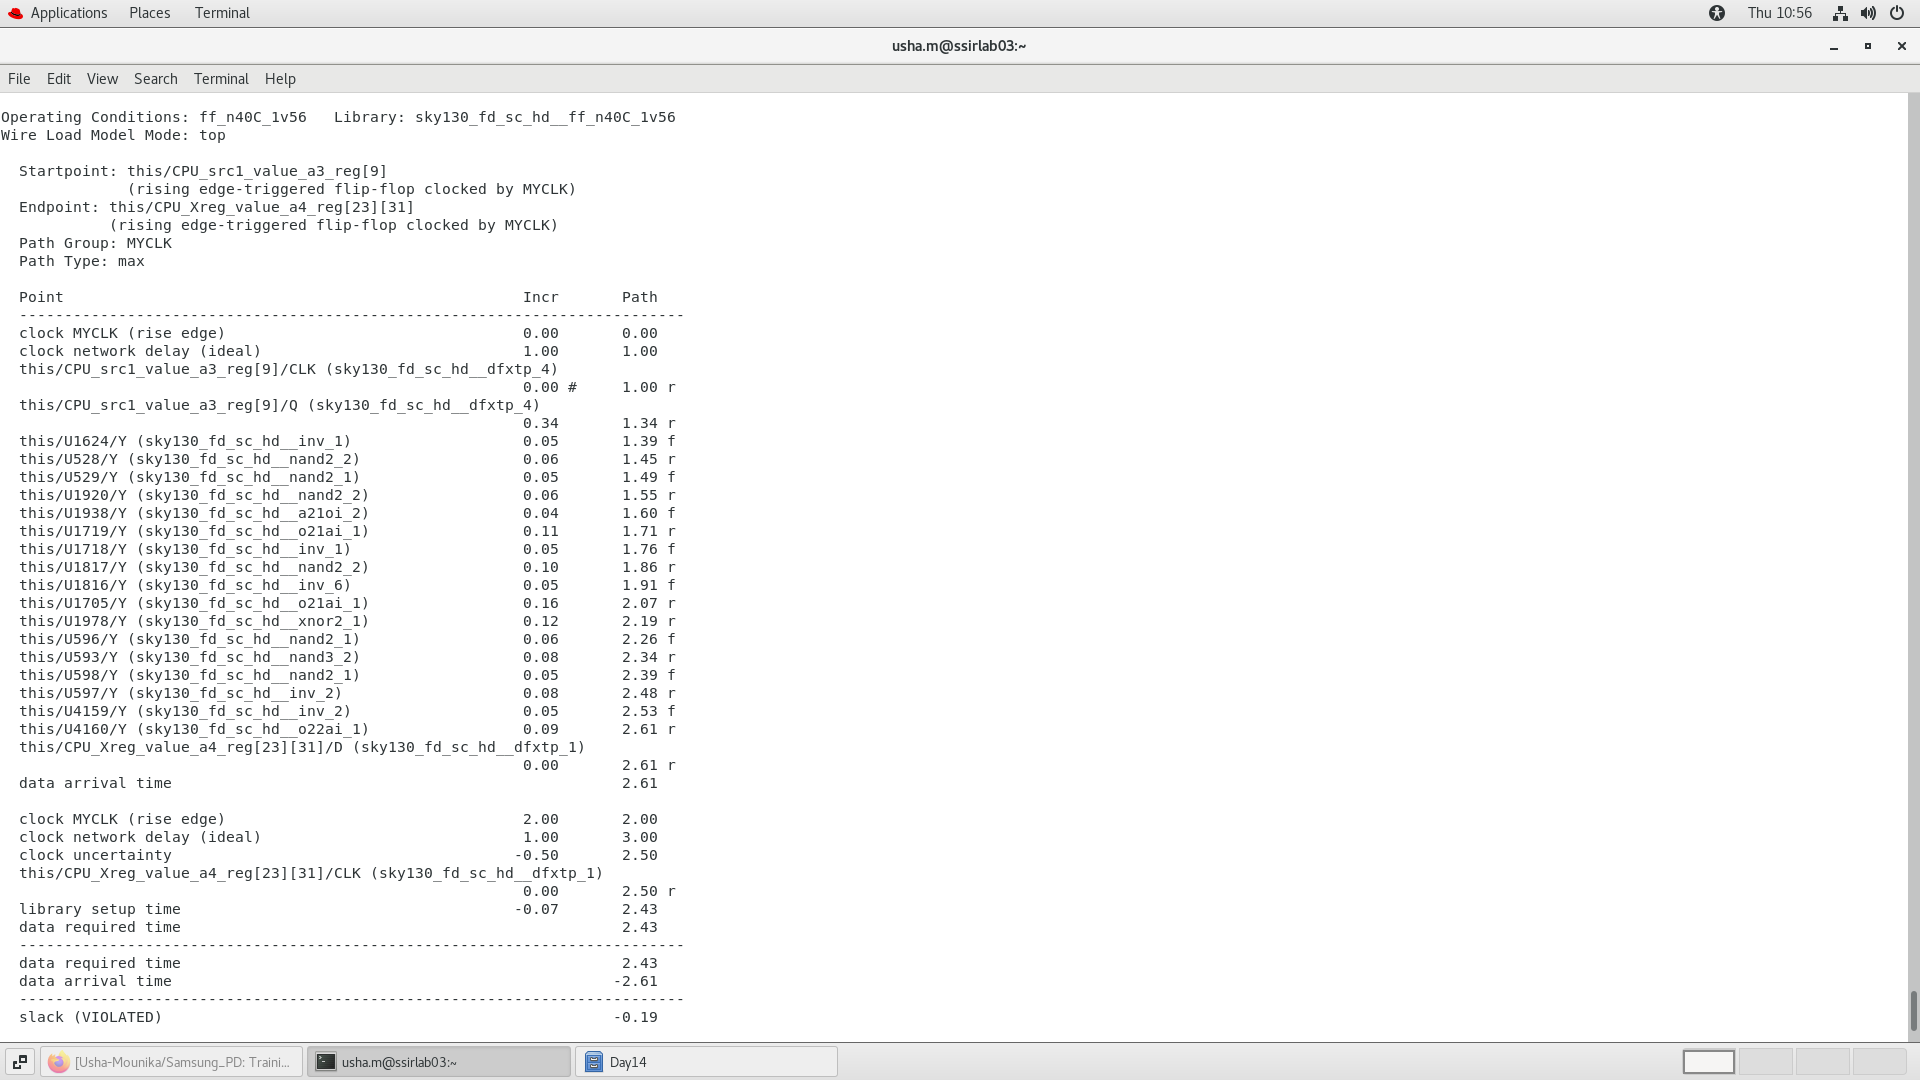 Applications Places Terminal Thu 10:56
usha.m@ssirlab03:~
File Edit View Search Terminal Help
Operating Conditions: ff_n40C_1v56   Library: sky130_fd_sc_hd__ff_n40C_1v56
Wire Load Model Mode: top
Startpoint: this/CPU_src1_value_a3_reg[9]
(rising edge-triggered flip-flop clocked by MYCLK)
Endpoint: this/CPU_Xreg_value_a4_reg[23][31]
(rising edge-triggered flip-flop clocked by MYCLK)
Path Group: MYCLK
Path Type: max
Point Incr Path
--------------------------------------------------------------------------
clock MYCLK (rise edge) 0.00 0.00
clock network delay (ideal) 1.00 1.00
this/CPU_src1_value_a3_reg[9]/CLK (sky130_fd_sc_hd__dfxtp_4)
0.00 # 1.00 r
this/CPU_src1_value_a3_reg[9]/Q (sky130_fd_sc_hd__dfxtp_4)
0.34 1.34 r
this/U1624/Y (sky130_fd_sc_hd__inv_1) 0.05 1.39 f
this/U528/Y (sky130_fd_sc_hd__nand2_2) 0.06 1.45 r
this/U529/Y (sky130_fd_sc_hd__nand2_1) 0.05 1.49 f
this/U1920/Y (sky130_fd_sc_hd__nand2_2) 0.06 1.55 r
this/U1938/Y (sky130_fd_sc_hd__a21oi_2) 0.04 1.60 f
this/U1719/Y (sky130_fd_sc_hd__o21ai_1) 0.11 1.71 r
this/U1718/Y (sky130_fd_sc_hd__inv_1) 0.05 1.76 f
this/U1817/Y (sky130_fd_sc_hd__nand2_2) 0.10 1.86 r
this/U1816/Y (sky130_fd_sc_hd__inv_6) 0.05 1.91 f
this/U1705/Y (sky130_fd_sc_hd__o21ai_1) 0.16 2.07 r
this/U1978/Y (sky130_fd_sc_hd__xnor2_1) 0.12 2.19 r
this/U596/Y (sky130_fd_sc_hd__nand2_1) 0.06 2.26 f
this/U593/Y (sky130_fd_sc_hd__nand3_2) 0.08 2.34 r
this/U598/Y (sky130_fd_sc_hd__nand2_1) 0.05 2.39 f
this/U597/Y (sky130_fd_sc_hd__inv_2) 0.08 2.48 r
this/U4159/Y (sky130_fd_sc_hd__inv_2) 0.05 2.53 f
this/U4160/Y (sky130_fd_sc_hd__o22ai_1) 0.09 2.61 r
this/CPU_Xreg_value_a4_reg[23][31]/D (sky130_fd_sc_hd__dfxtp_1)
0.00 2.61 r
data arrival time 2.61
clock MYCLK (rise edge) 2.00 2.00
clock network delay (ideal) 1.00 3.00
clock uncertainty -0.50 2.50
this/CPU_Xreg_value_a4_reg[23][31]/CLK (sky130_fd_sc_hd__dfxtp_1)
0.00 2.50 r
library setup time -0.07 2.43
data required time 2.43
--------------------------------------------------------------------------
data required time 2.43
data arrival time -2.61
--------------------------------------------------------------------------
slack (VIOLATED) -0.19
[Usha-Mounika/Samsung_PD: Traini... usha.m@ssirlab03:~ Day14